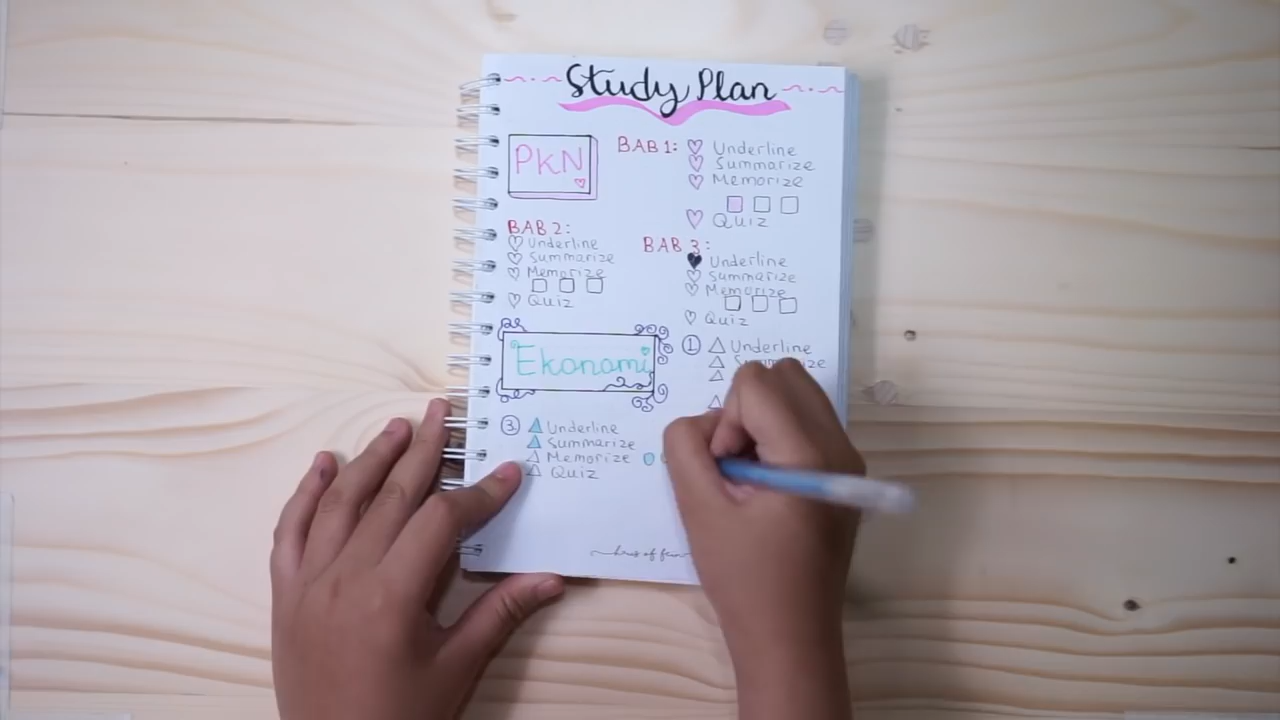 Study Plan
PKN
BAB 1:
Underline
Summarize
Memorize
Quiz
BAB 2:
Underline
Summarize
Memorize
Quiz
BAB 3:
Underline
Summarize
Memorize
Quiz
Ekonomi
1. Underline
Summarize
3. Underline
Summarize
Memorize
Quiz